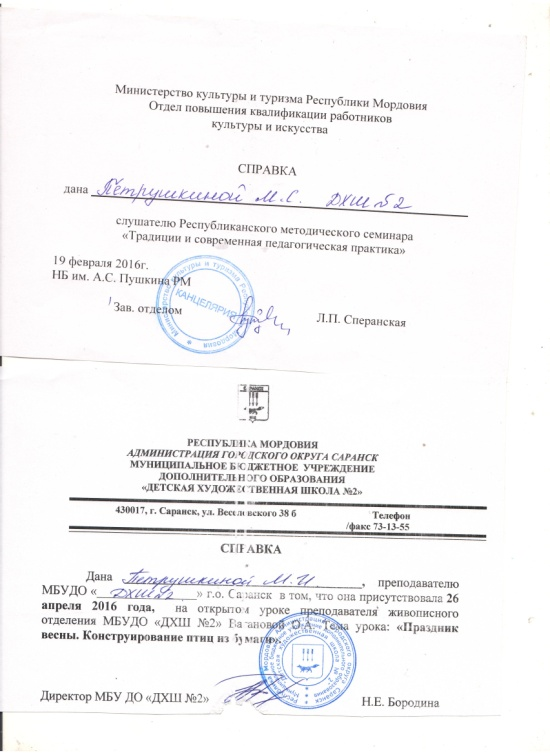 Министерство культуры и туризма Республики Мордовия
Отдел повышения квалификации работников
культуры и искусства
СПРАВКА
дана Петрушкиной М.С. ДХШ №2
слушателю Республиканского методического семинара
«Традиции и современная педагогическая практика»
19 февраля 2016г.
НБ им. А.С. Пушкина РМ
КАНЦЕЛЯРИЯ
Зав. отделом Л.П. Сперанская
РЕСПУБЛИКА МОРДОВИЯ
АДМИНИСТРАЦИЯ ГОРОДСКОГО ОКРУГА САРАНСК
МУНИЦИПАЛЬНОЕ БЮДЖЕТНОЕ УЧРЕЖДЕНИЕ
ДОПОЛНИТЕЛЬНОГО ОБРАЗОВАНИЯ
«ДЕТСКАЯ ХУДОЖЕСТВЕННАЯ ШКОЛА №2»
430017, г. Саранск, ул. Веселовского 38 б Телефон
/факс 73-13-55
СПРАВКА
Дана Петрушкиной М.И, преподавателю
МБУДО «ДХШ №2» г.о. Саранск в том, что она присутствовала 26
апреля 2016 года, на открытом уроке преподавателя живописного
отделения МБУДО «ДХШ №2» О.А. Тема урока: «Праздник
весны. Конструирование птиц из бумаги».
Директор МБУ ДО «ДХШ №2» Н.Е. Бородина